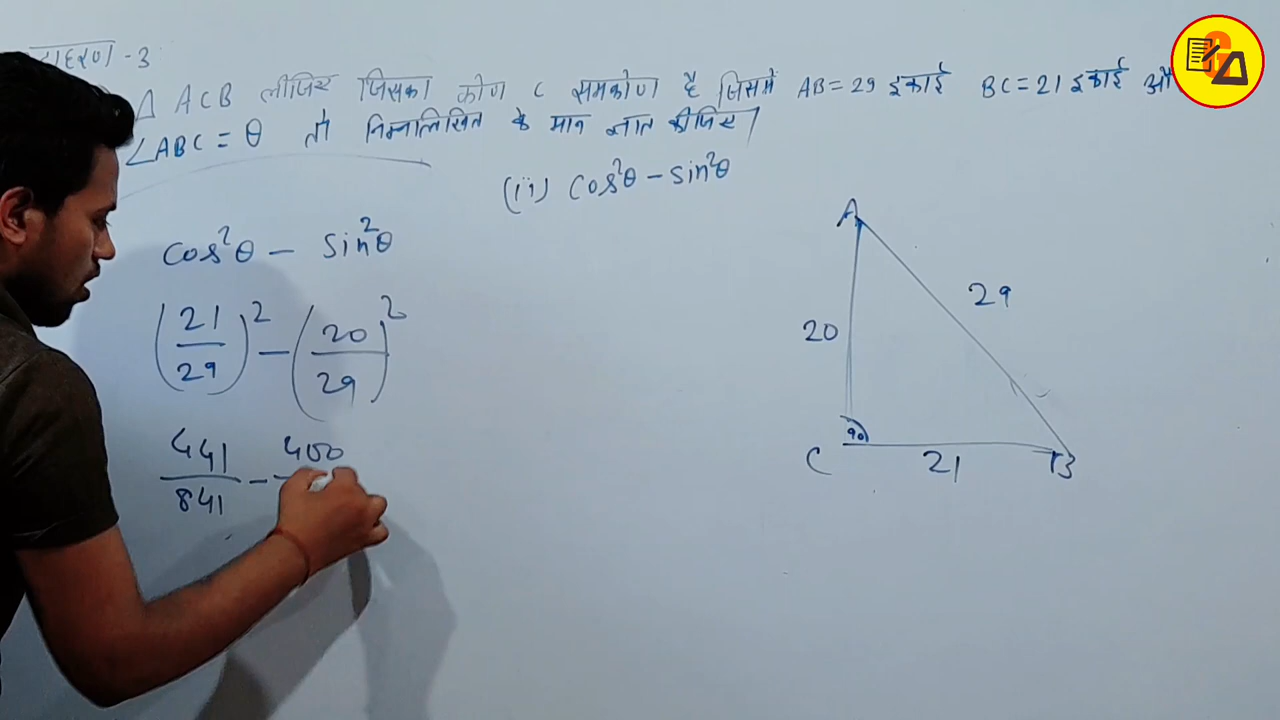 उदाहरण-3
Δ ACB लीजिए जिसका कोण C समकोण है जिसमें AB = 29 इकाई BC = 21 इकाई औ
∠ABC = θ तो निम्नलिखित के मान ज्ञात कीजिए।
(ii) Cos²θ - Sin²θ
Cos²θ - Sin²θ
(21/29)² - (20/29)²
441/841 - 400
A
29
20
90
C
21
B